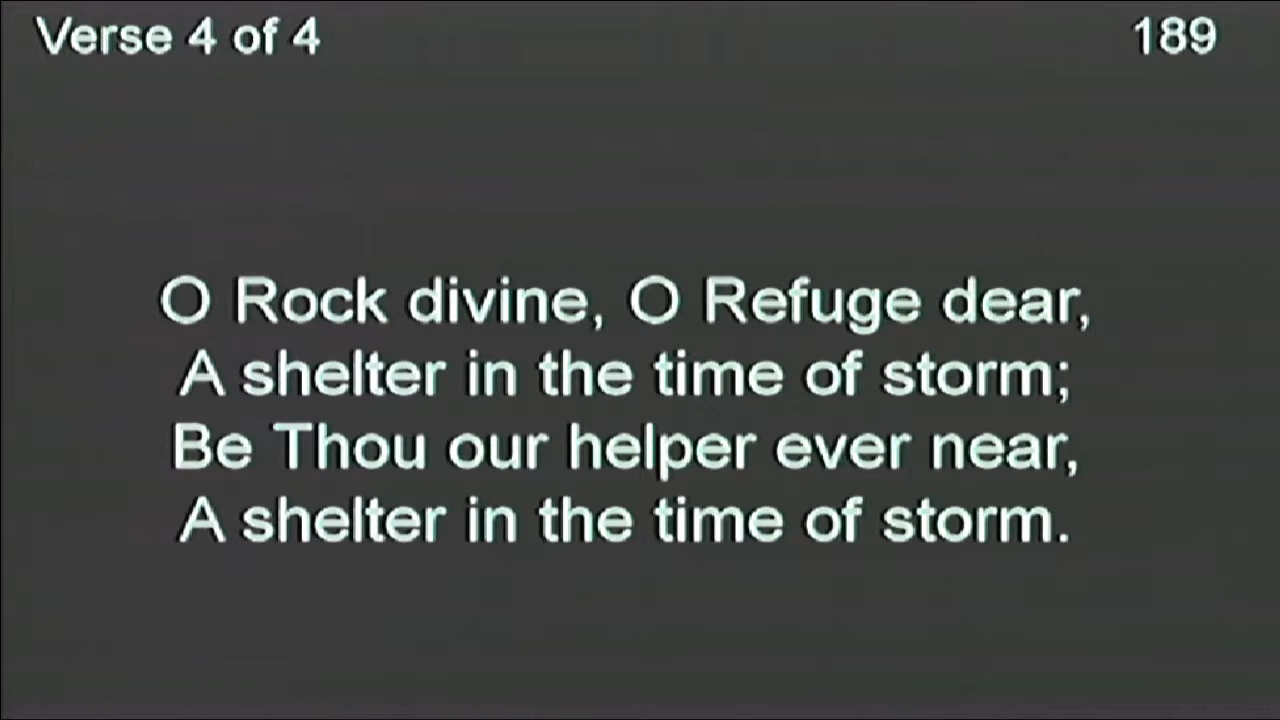 Verse 4 of 4
189
O Rock divine, O Refuge dear,
A shelter in the time of storm;
Be Thou our helper ever near,
A shelter in the time of storm.